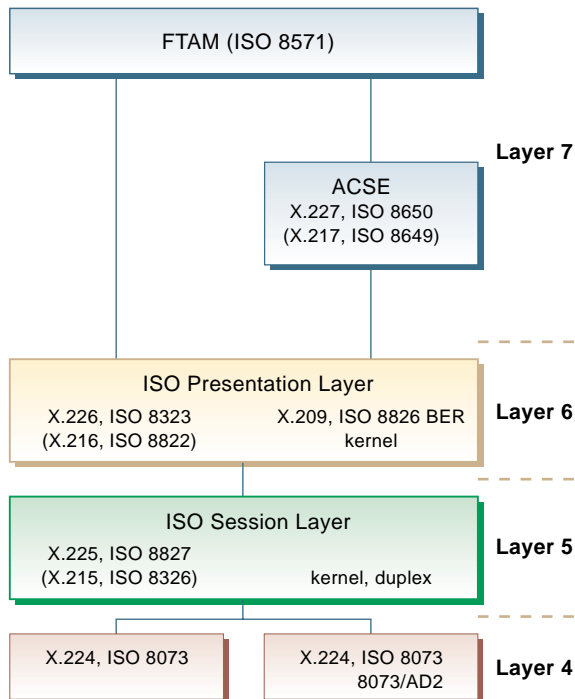 FTAM (ISO 8571)
Layer 7
ACSE
X.227, ISO 8650
(X.217, ISO 8649)
ISO Presentation Layer
X.226, ISO 8323
(X.216, ISO 8822)
X.209, ISO 8826 BER
kernel
Layer 6
ISO Session Layer
X.225, ISO 8827
(X.215, ISO 8326)
kernel, duplex
Layer 5
X.224, ISO 8073
X.224, ISO 8073
8073/AD2
Layer 4